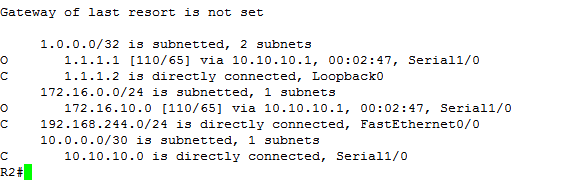 Gateway of last resort is not set
1.0.0.0/32 is subnetted, 2 subnets
O 1.1.1.1 [110/65] via 10.10.10.1, 00:02:47, Serial1/0
C 1.1.1.2 is directly connected, Loopback0
172.16.0.0/24 is subnetted, 1 subnets
O 172.16.10.0 [110/65] via 10.10.10.1, 00:02:47, Serial1/0
C 192.168.244.0/24 is directly connected, FastEthernet0/0
10.0.0.0/30 is subnetted, 1 subnets
C 10.10.10.0 is directly connected, Serial1/0
R2#